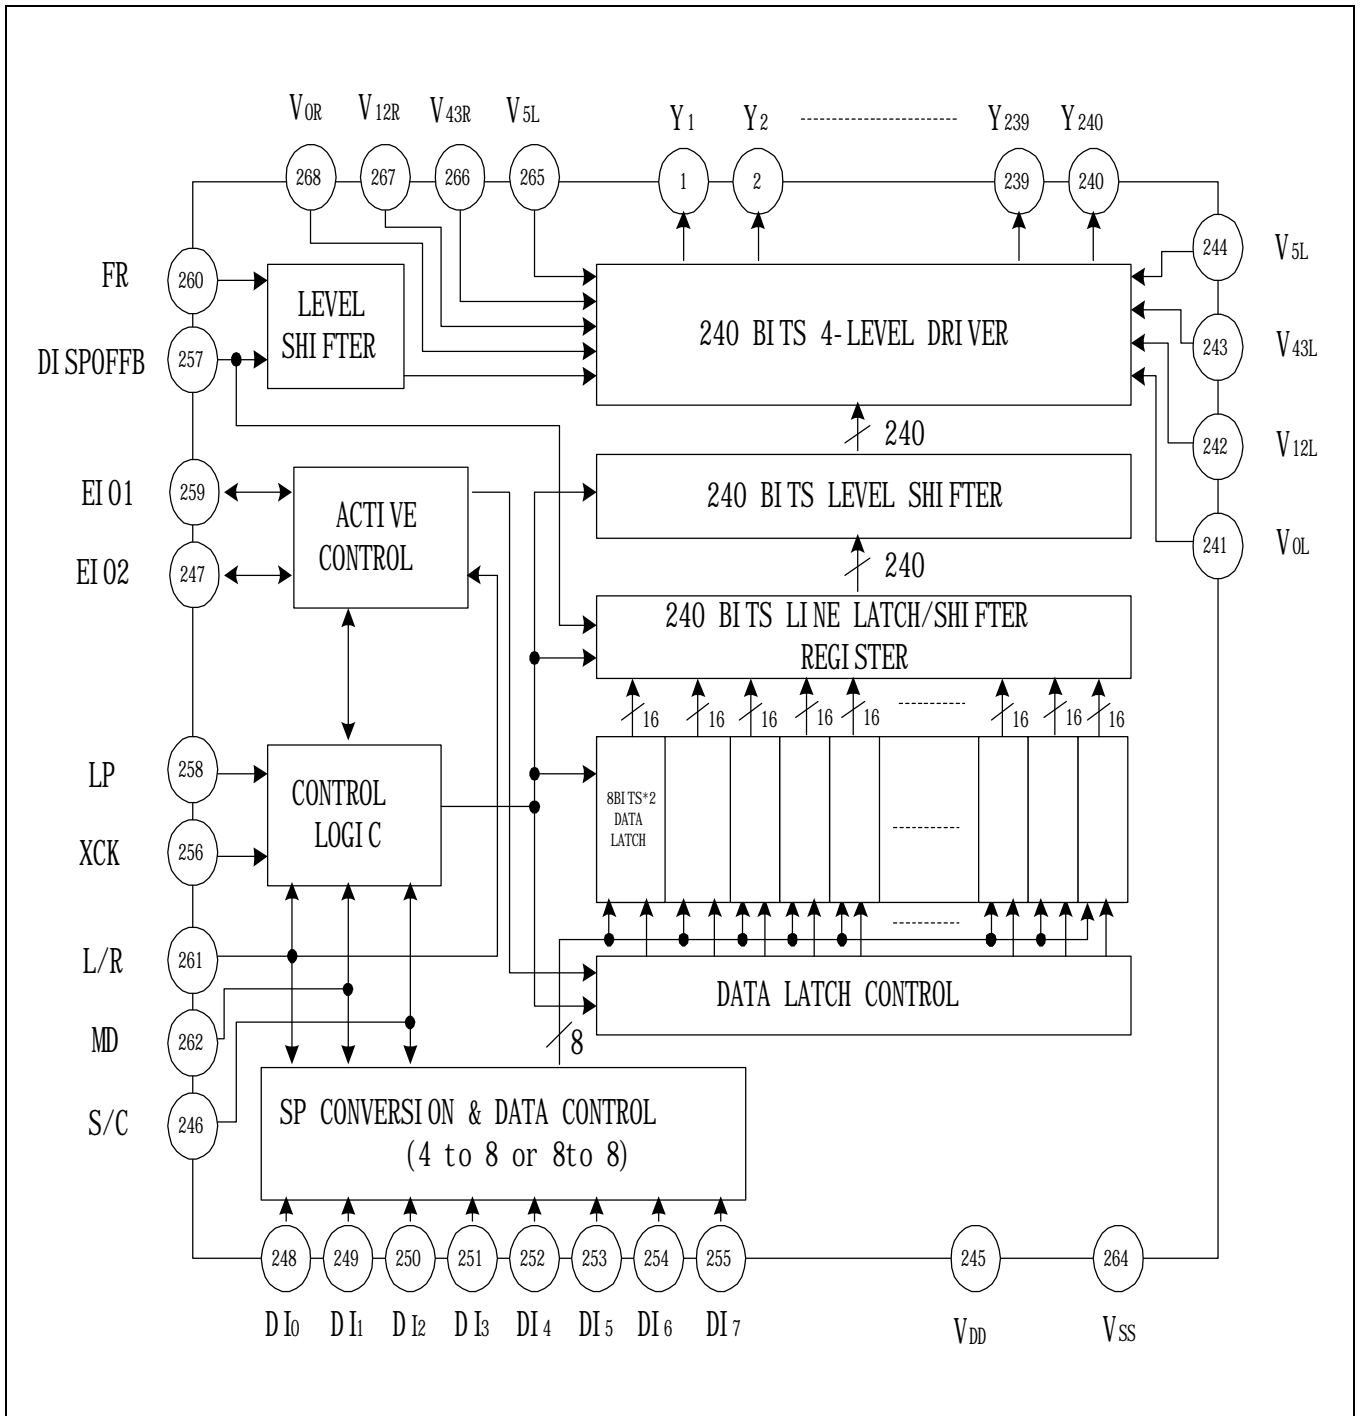 V0R V12R V43R V5L Y1 Y2 Y239 Y240
268 267 266 265 1 2 239 240
244 V5L
FR 260
LEVEL
SHIFTER
240 BITS 4-LEVEL DRIVER
243 V43L
DISPOFFB 257
240
242 V12L
EIO1 259
ACTIVE
CONTROL
240 BITS LEVEL SHIFTER
241 V0L
EIO2 247
240
240 BITS LINE LATCH/SHIFTER
REGISTER
16 16 16 16 16 16 16 16
LP 258
CONTROL
LOGIC
8BITS*2
DATA
LATCH
XCK 256
L/R 261
DATA LATCH CONTROL
MD 262
8
S/C 246
SP CONVERSION & DATA CONTROL
(4 to 8 or 8to 8)
248 249 250 251 252 253 254 255 245 264
DI0 DI1 DI2 DI3 DI4 DI5 DI6 DI7 VDD VSS